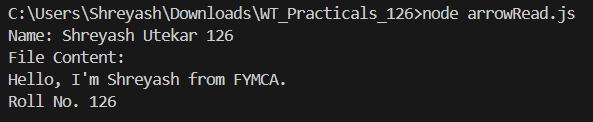 C:\Users\Shreyash\Downloads\WT_Practicals_126>node arrowRead.js
Name: Shreyash Utekar 126
File Content:
Hello, I'm Shreyash from FYMCA.
Roll No. 126